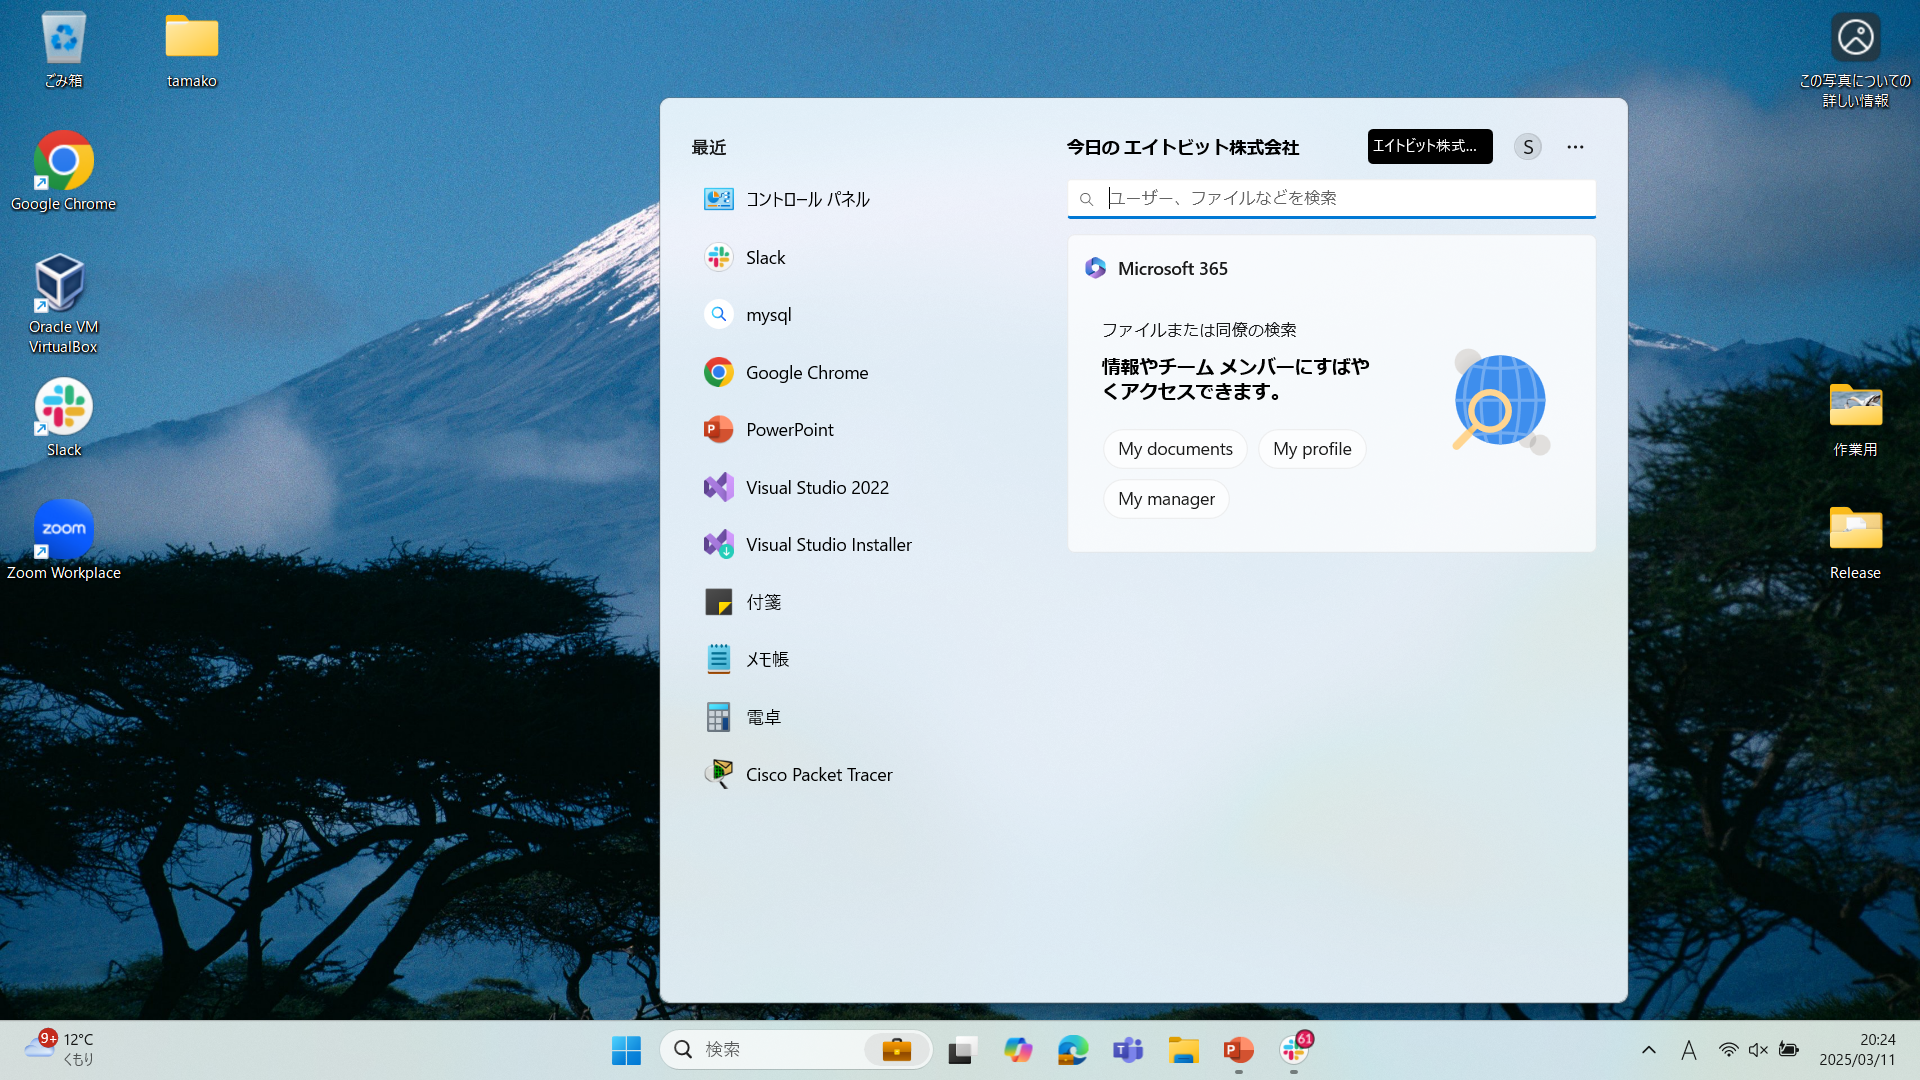 ごみ箱
tamako
Google Chrome
Oracle VM
VirtualBox
Slack
zoom
Zoom Workplace
この写真についての
詳しい情報
作業用
Release
最近
コントロール パネル
Slack
mysql
Google Chrome
PowerPoint
Visual Studio 2022
Visual Studio Installer
付箋
メモ帳
電卓
Cisco Packet Tracer
今日の エイトビット株式会社
エイトビット株式...
S
ユーザー、ファイルなどを検索
Microsoft 365
ファイルまたは同僚の検索
情報やチーム メンバーにすばや
くアクセスできます。
My documents
My profile
My manager
9+
12°C
くもり
検索
61
A
20:24
2025/03/11